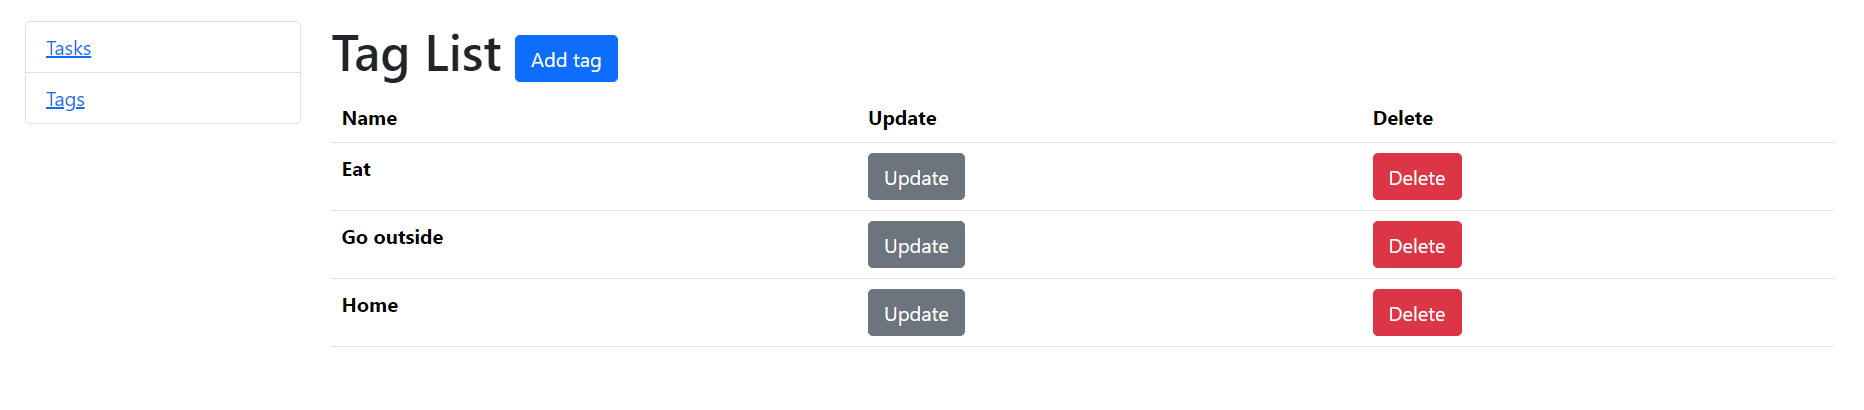 Tasks
Tags
Tag List Add tag
Name Update Delete
Eat Update Delete
Go outside Update Delete
Home Update Delete